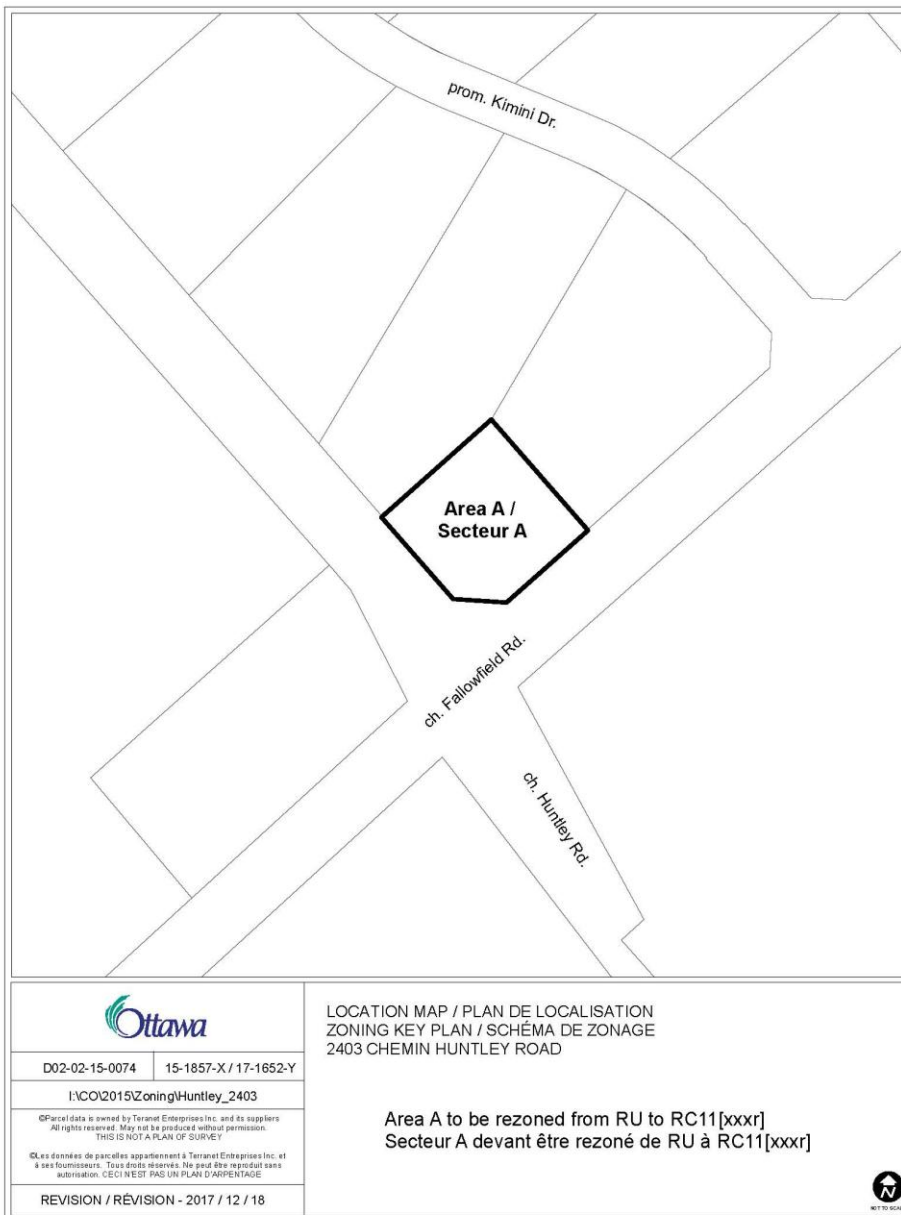 prom. Kimini Dr.
Area A /
Secteur A
ch. Fallowfield Rd.
ch. Huntley Rd.
Ottawa
D02-02-15-0074
15-1857-X / 17-1652-Y
I:\CO\2015\Zoning\Huntley_2403
©Parcel data is owned by Teranet Enterprises Inc. and its suppliers
All rights reserved. May not be produced without permission.
THIS IS NOT A PLAN OF SURVEY
©Les données de parcelles appartiennent à Teranet Entreprises Inc. et
à ses fournisseurs. Tous droits réservés. Ne peut être reproduit sans
autorisation. CECI N'EST PAS UN PLAN D'ARPENTAGE
REVISION / RÉVISION - 2017 / 12 / 18
LOCATION MAP / PLAN DE LOCALISATION
ZONING KEY PLAN / SCHÉMA DE ZONAGE
2403 CHEMIN HUNTLEY ROAD
Area A to be rezoned from RU to RC11[xxxr]
Secteur A devant être rezoné de RU à RC11[xxxr]
N
NOT TO SCALE